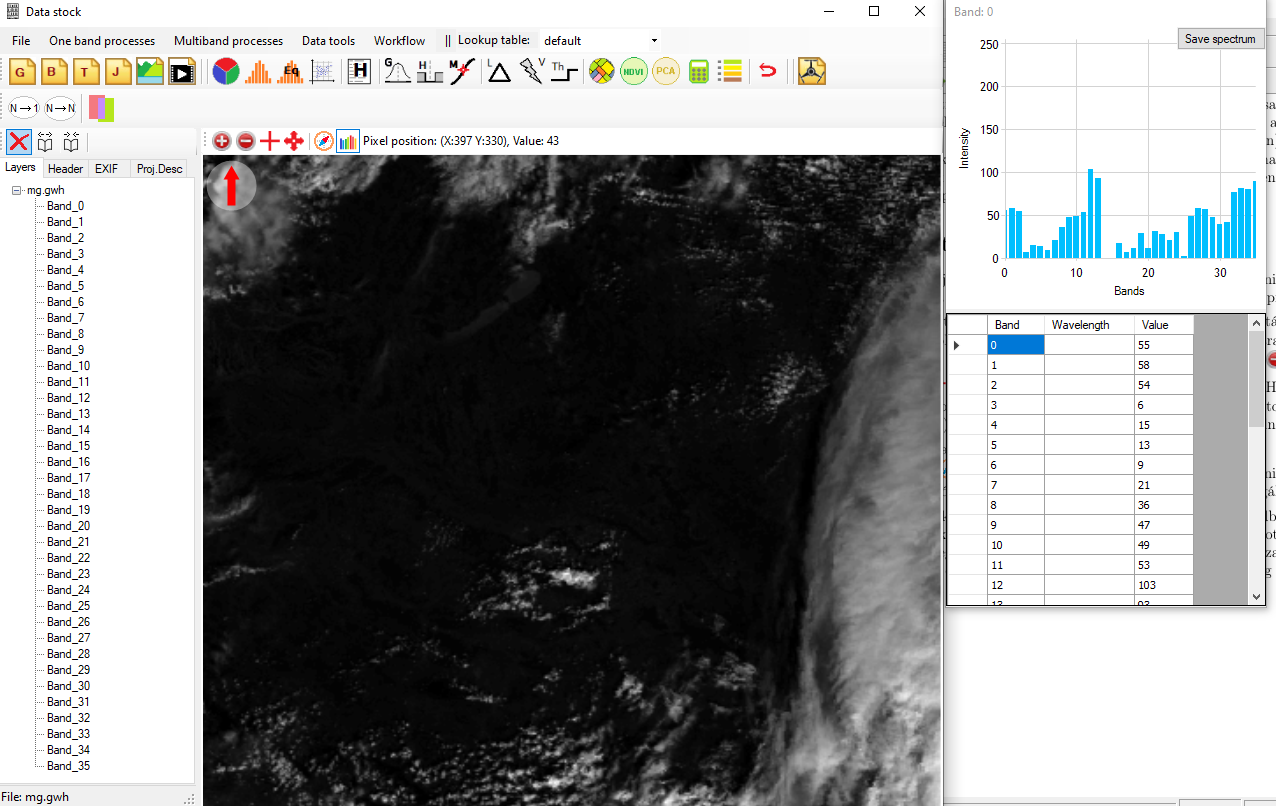 Data stock
File One band processes Multiband processes Data tools Workflow || Lookup table: default
G B T J Eq H G H M L V Th NDVI PCA
N→1 N→N
Pixel position: (X:397 Y:330), Value: 43
Layers Header EXIF Proj.Desc
mg.gwh
Band_0
Band_1
Band_2
Band_3
Band_4
Band_5
Band_6
Band_7
Band_8
Band_9
Band_10
Band_11
Band_12
Band_13
Band_14
Band_15
Band_16
Band_17
Band_18
Band_19
Band_20
Band_21
Band_22
Band_23
Band_24
Band_25
Band_26
Band_27
Band_28
Band_29
Band_30
Band_31
Band_32
Band_33
Band_34
Band_35
File: mg.gwh
Band: 0
Save spectrum
250
200
150
100
50
0
Intensity
0 10 20 30
Bands
Band Wavelength Value
0 55
1 58
2 54
3 6
4 15
5 13
6 9
7 21
8 36
9 47
10 49
11 53
12 103
13 93